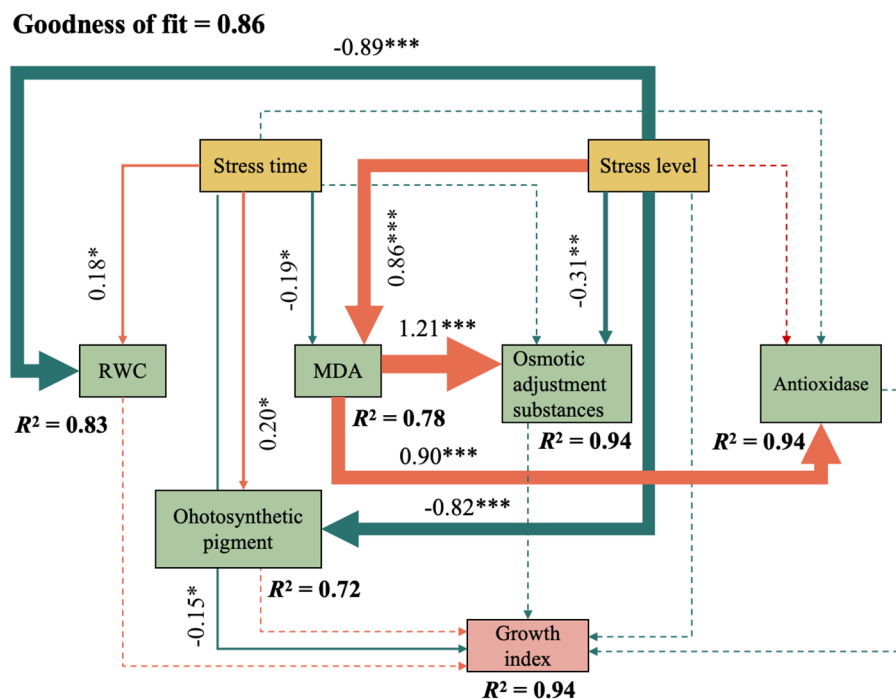 Goodness of fit = 0.86
-0.89***
Stress time
Stress level
0.18*
-0.19*
0.86***
-0.31**
1.21***
RWC
MDA
Osmotic
adjustment
substances
Antioxidase
R² = 0.83
R² = 0.78
R² = 0.94
R² = 0.94
0.20*
0.90***
-0.82***
Ohotosynthetic
pigment
R² = 0.72
-0.15*
Growth
index
R² = 0.94